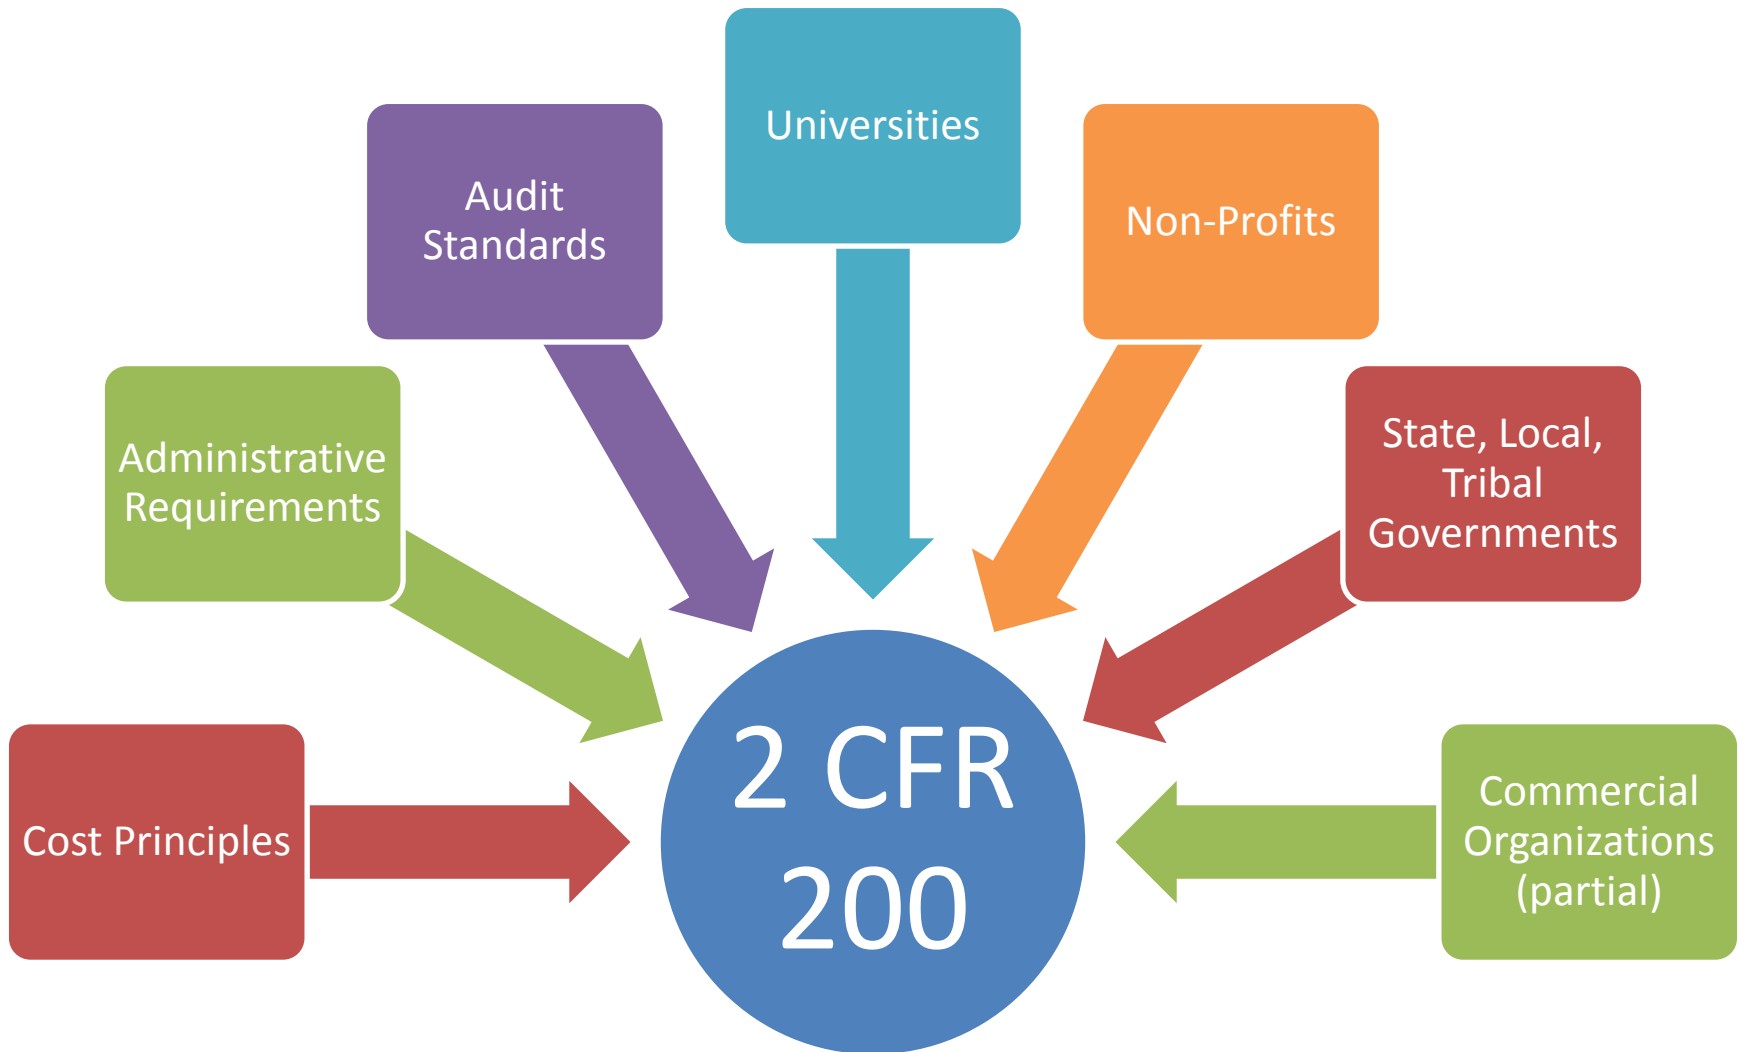 Universities
Audit
Standards
Non-Profits
Administrative
Requirements
State, Local,
Tribal
Governments
Cost Principles
2 CFR
200
Commercial
Organizations
(partial)